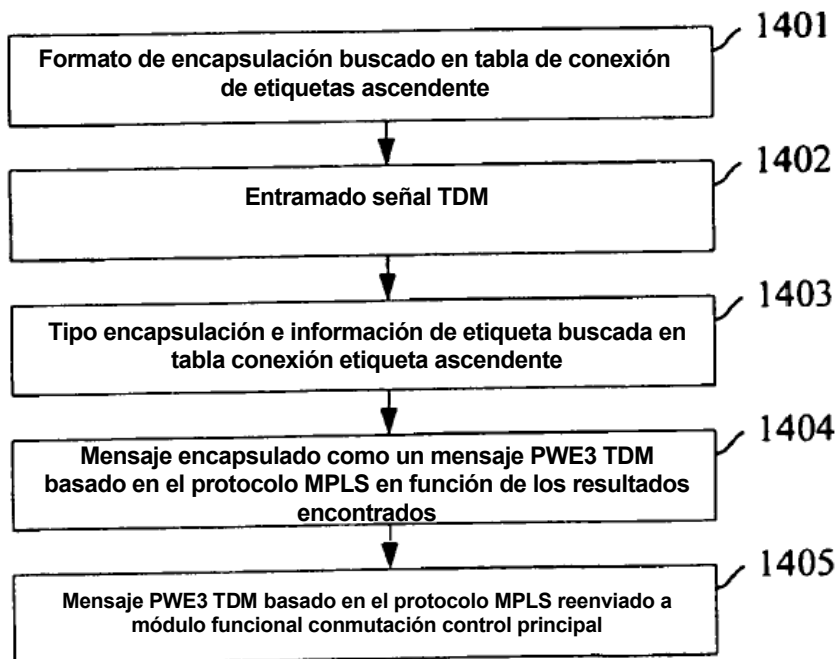 1401
Formato de encapsulación buscado en tabla de conexión
de etiquetas ascendente
1402
Entramado señal TDM
1403
Tipo encapsulación e información de etiqueta buscada en
tabla conexión etiqueta ascendente
1404
Mensaje encapsulado como un mensaje PWE3 TDM
basado en el protocolo MPLS en función de los resultados
encontrados
1405
Mensaje PWE3 TDM basado en el protocolo MPLS reenviado a
módulo funcional conmutación control principal